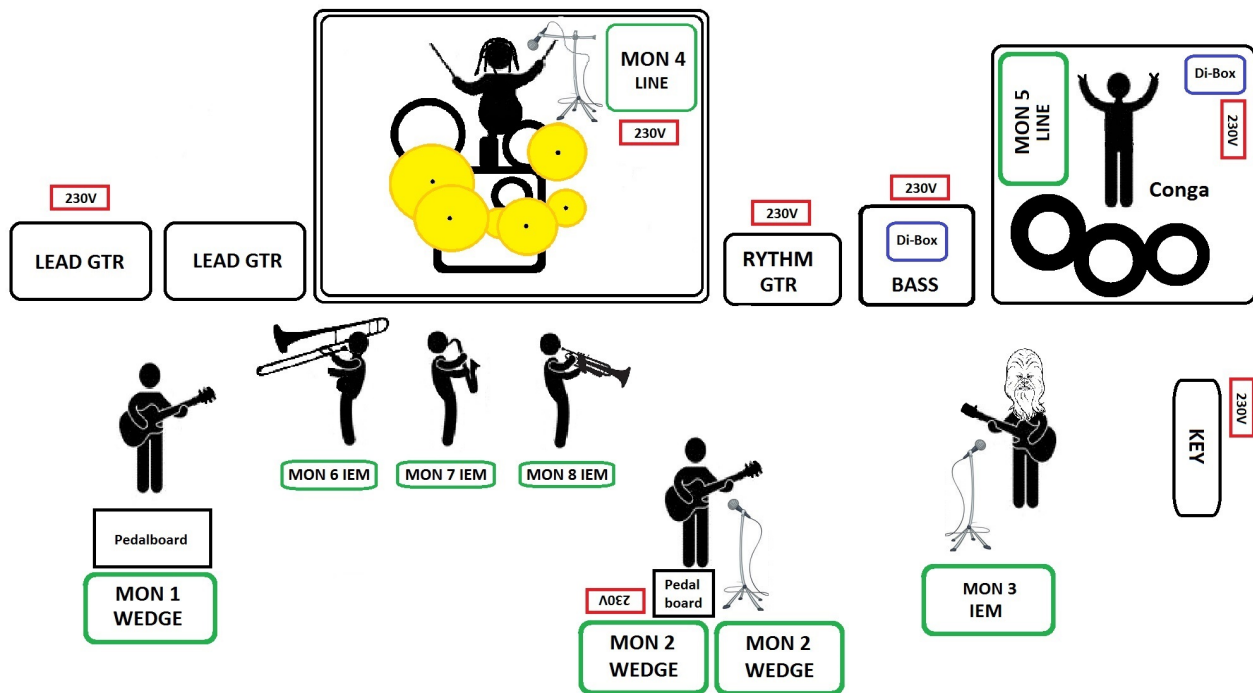 MON 4
LINE
230V
MON 5
LINE
Di-Box
230V
Conga
230V
LEAD GTR
LEAD GTR
230V
RYTHM
GTR
230V
Di-Box
BASS
MON 6 IEM
MON 7 IEM
MON 8 IEM
230V
KEY
Pedalboard
MON 1
WEDGE
230V
Pedal
board
MON 2
WEDGE
MON 2
WEDGE
MON 3
IEM